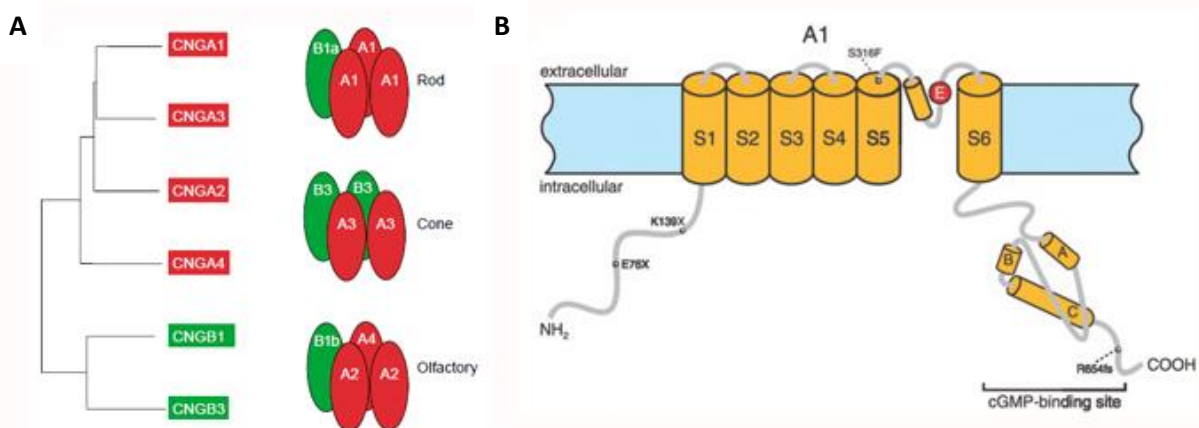 A
CNGA1
CNGA3
CNGA2
CNGA4
CNGB1
CNGB3
B1a
A1
A1
A1
Rod
B3
B3
A3
A3
Cone
B1b
A4
A2
A2
Olfactory
B
A1
S316F
extracellular
E
S1
S2
S3
S4
S5
S6
intracellular
K139X
E76X
NH2
B
A
C
R654fs
COOH
cGMP-binding site